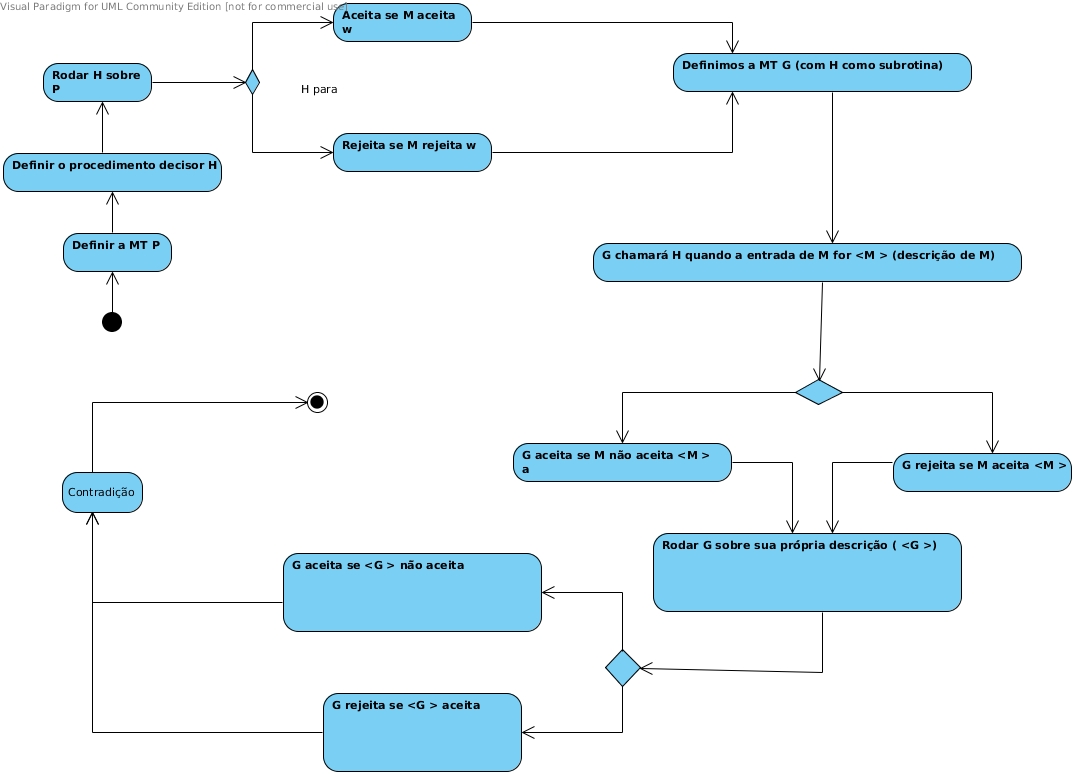 Visual Paradigm for UML Community Edition [not for commercial use]
Aceita se M aceita
w
Definimos a MT G (com H como subrotina)
Rodar H sobre
P
H para
Rejeita se M rejeita w
Definir o procedimento decisor H
Definir a MT P
G chamará H quando a entrada de M for <M > (descrição de M)
G aceita se M não aceita <M >
a
G rejeita se M aceita <M >
Contradição
Rodar G sobre sua própria descrição ( <G >)
G aceita se <G > não aceita
G rejeita se <G > aceita